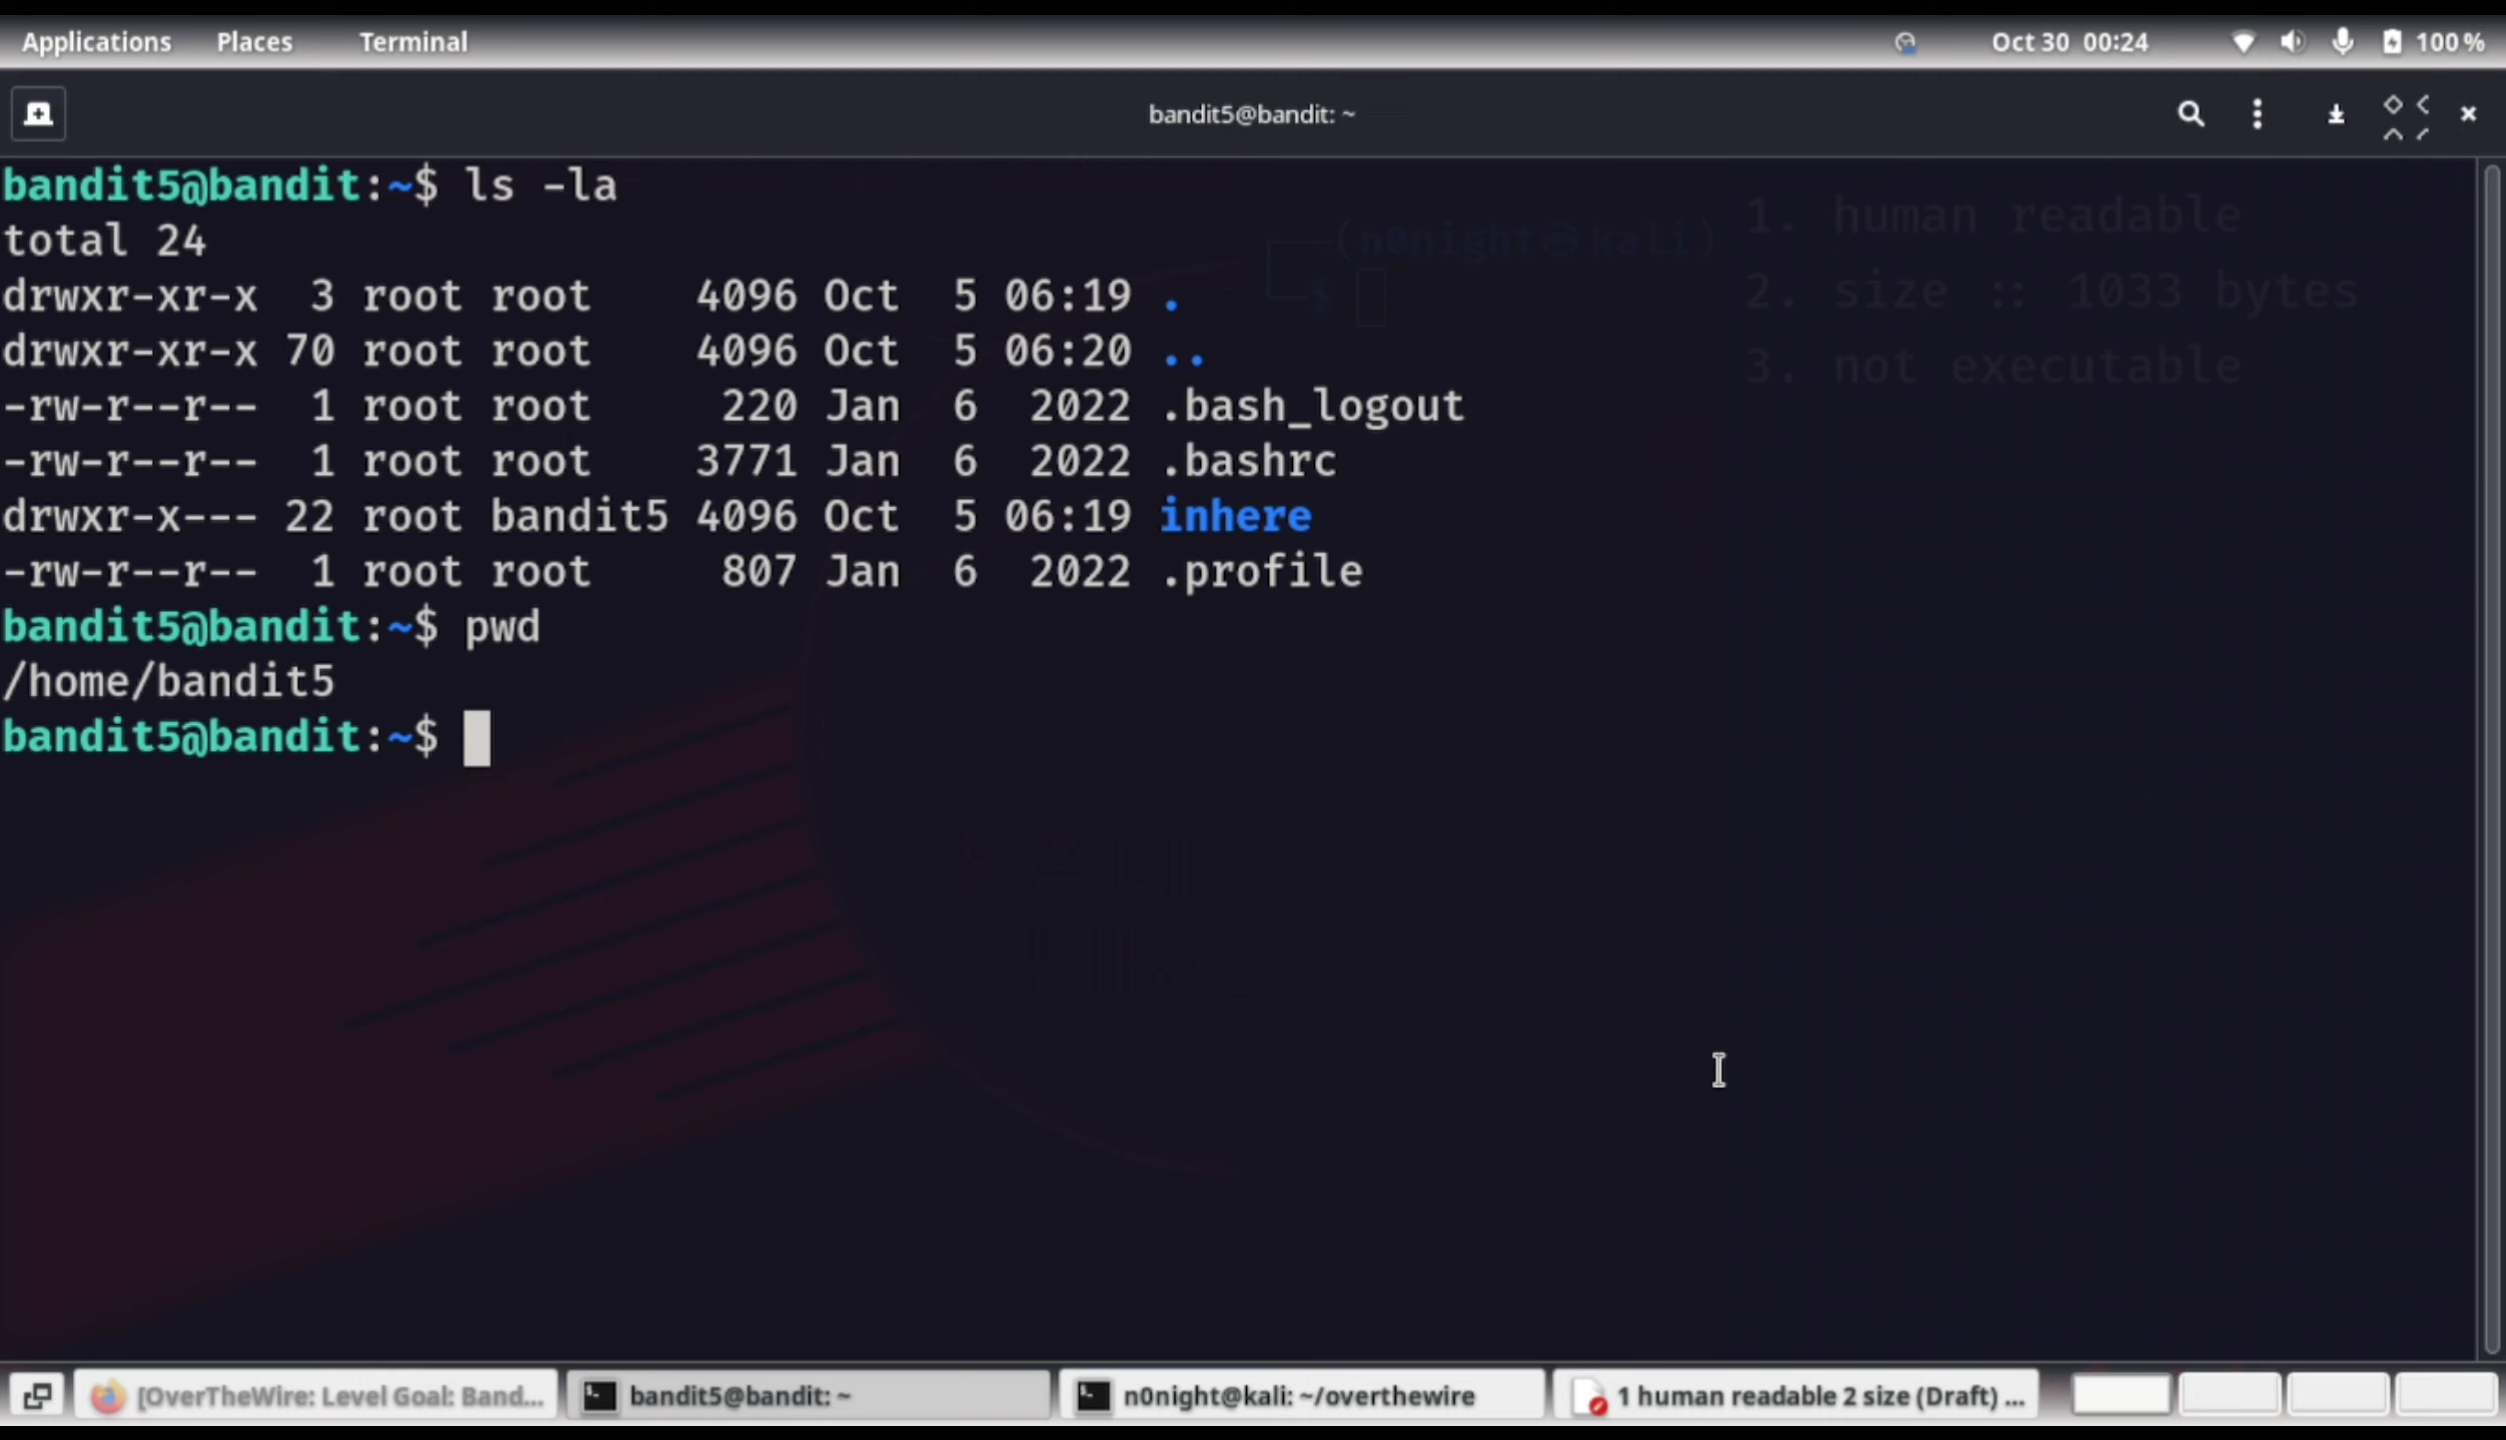 Applications Places Terminal Oct 30 00:24 100%
bandit5@bandit: ~
bandit5@bandit:~$ ls -la
total 24
drwxr-xr-x 3 root root 4096 Oct 5 06:19 .
drwxr-xr-x 70 root root 4096 Oct 5 06:20 ..
-rw-r--r-- 1 root root 220 Jan 6 2022 .bash_logout
-rw-r--r-- 1 root root 3771 Jan 6 2022 .bashrc
drwxr-x--- 22 root bandit5 4096 Oct 5 06:19 inhere
-rw-r--r-- 1 root root 807 Jan 6 2022 .profile
bandit5@bandit:~$ pwd
/home/bandit5
bandit5@bandit:~$
(n0night㉿kali)
$
1. human readable
2. size :: 1033 bytes
3. not executable
KALI
[OverTheWire: Level Goal: Band... bandit5@bandit: ~ n0night@kali: ~/overthewire 1 human readable 2 size (Draft) ...